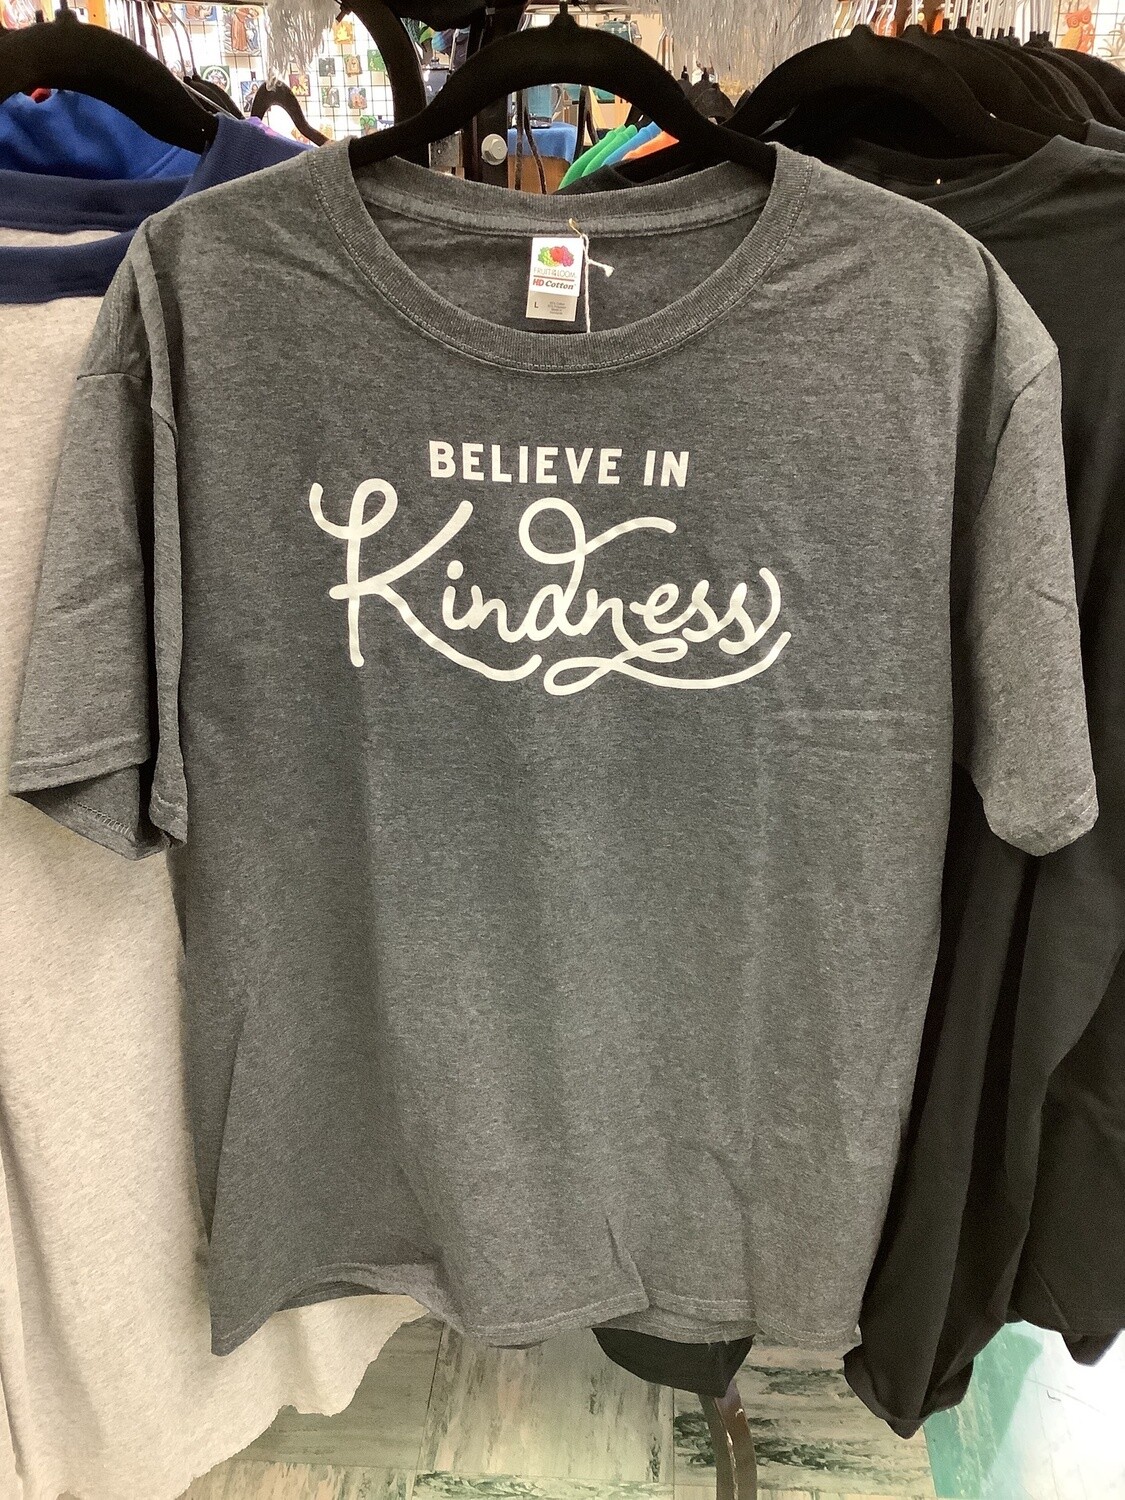 FRUIT OF THE LOOM
HD Cotton
L
BELIEVE IN
Kindness